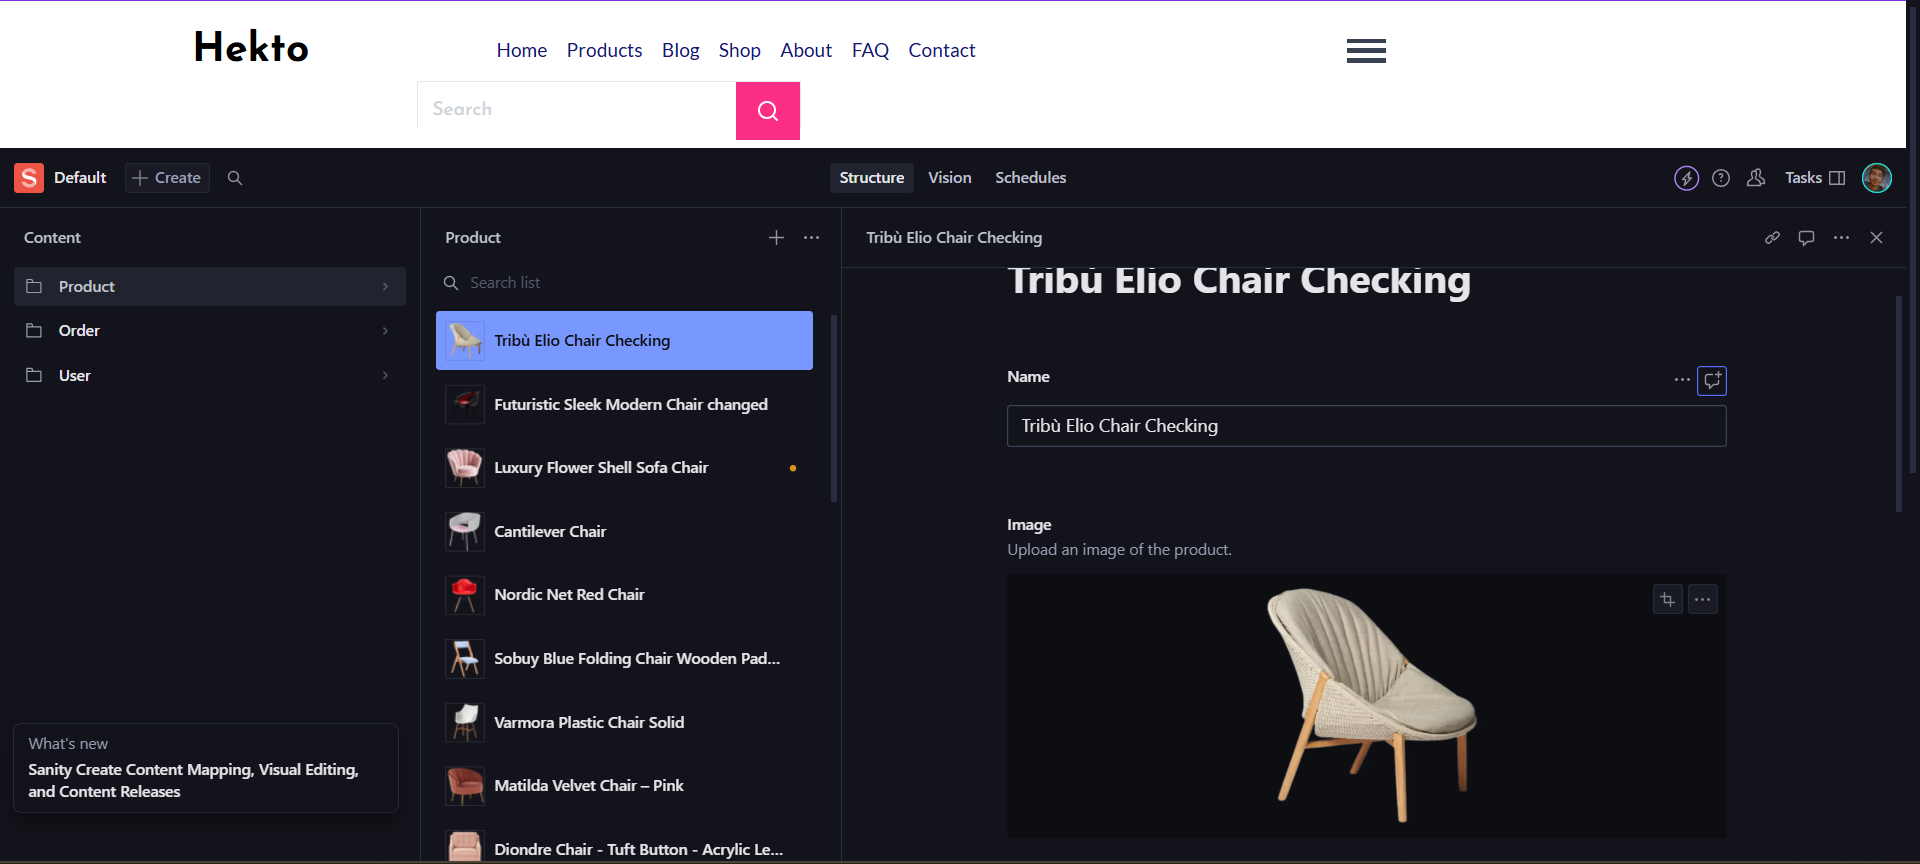 Hekto
Home Products Blog Shop About FAQ Contact
Search
S Default Create
Structure Vision Schedules
Tasks
Content
Product
Order
User
What's new
Sanity Create Content Mapping, Visual Editing,
and Content Releases
Product
Search list
Tribù Elio Chair Checking
Futuristic Sleek Modern Chair changed
Luxury Flower Shell Sofa Chair
Cantilever Chair
Nordic Net Red Chair
Sobuy Blue Folding Chair Wooden Pad...
Varmora Plastic Chair Solid
Matilda Velvet Chair – Pink
Diondre Chair - Tuft Button - Acrylic Le...
Tribù Elio Chair Checking
Tribù Elio Chair Checking
Name
Tribù Elio Chair Checking
Image
Upload an image of the product.